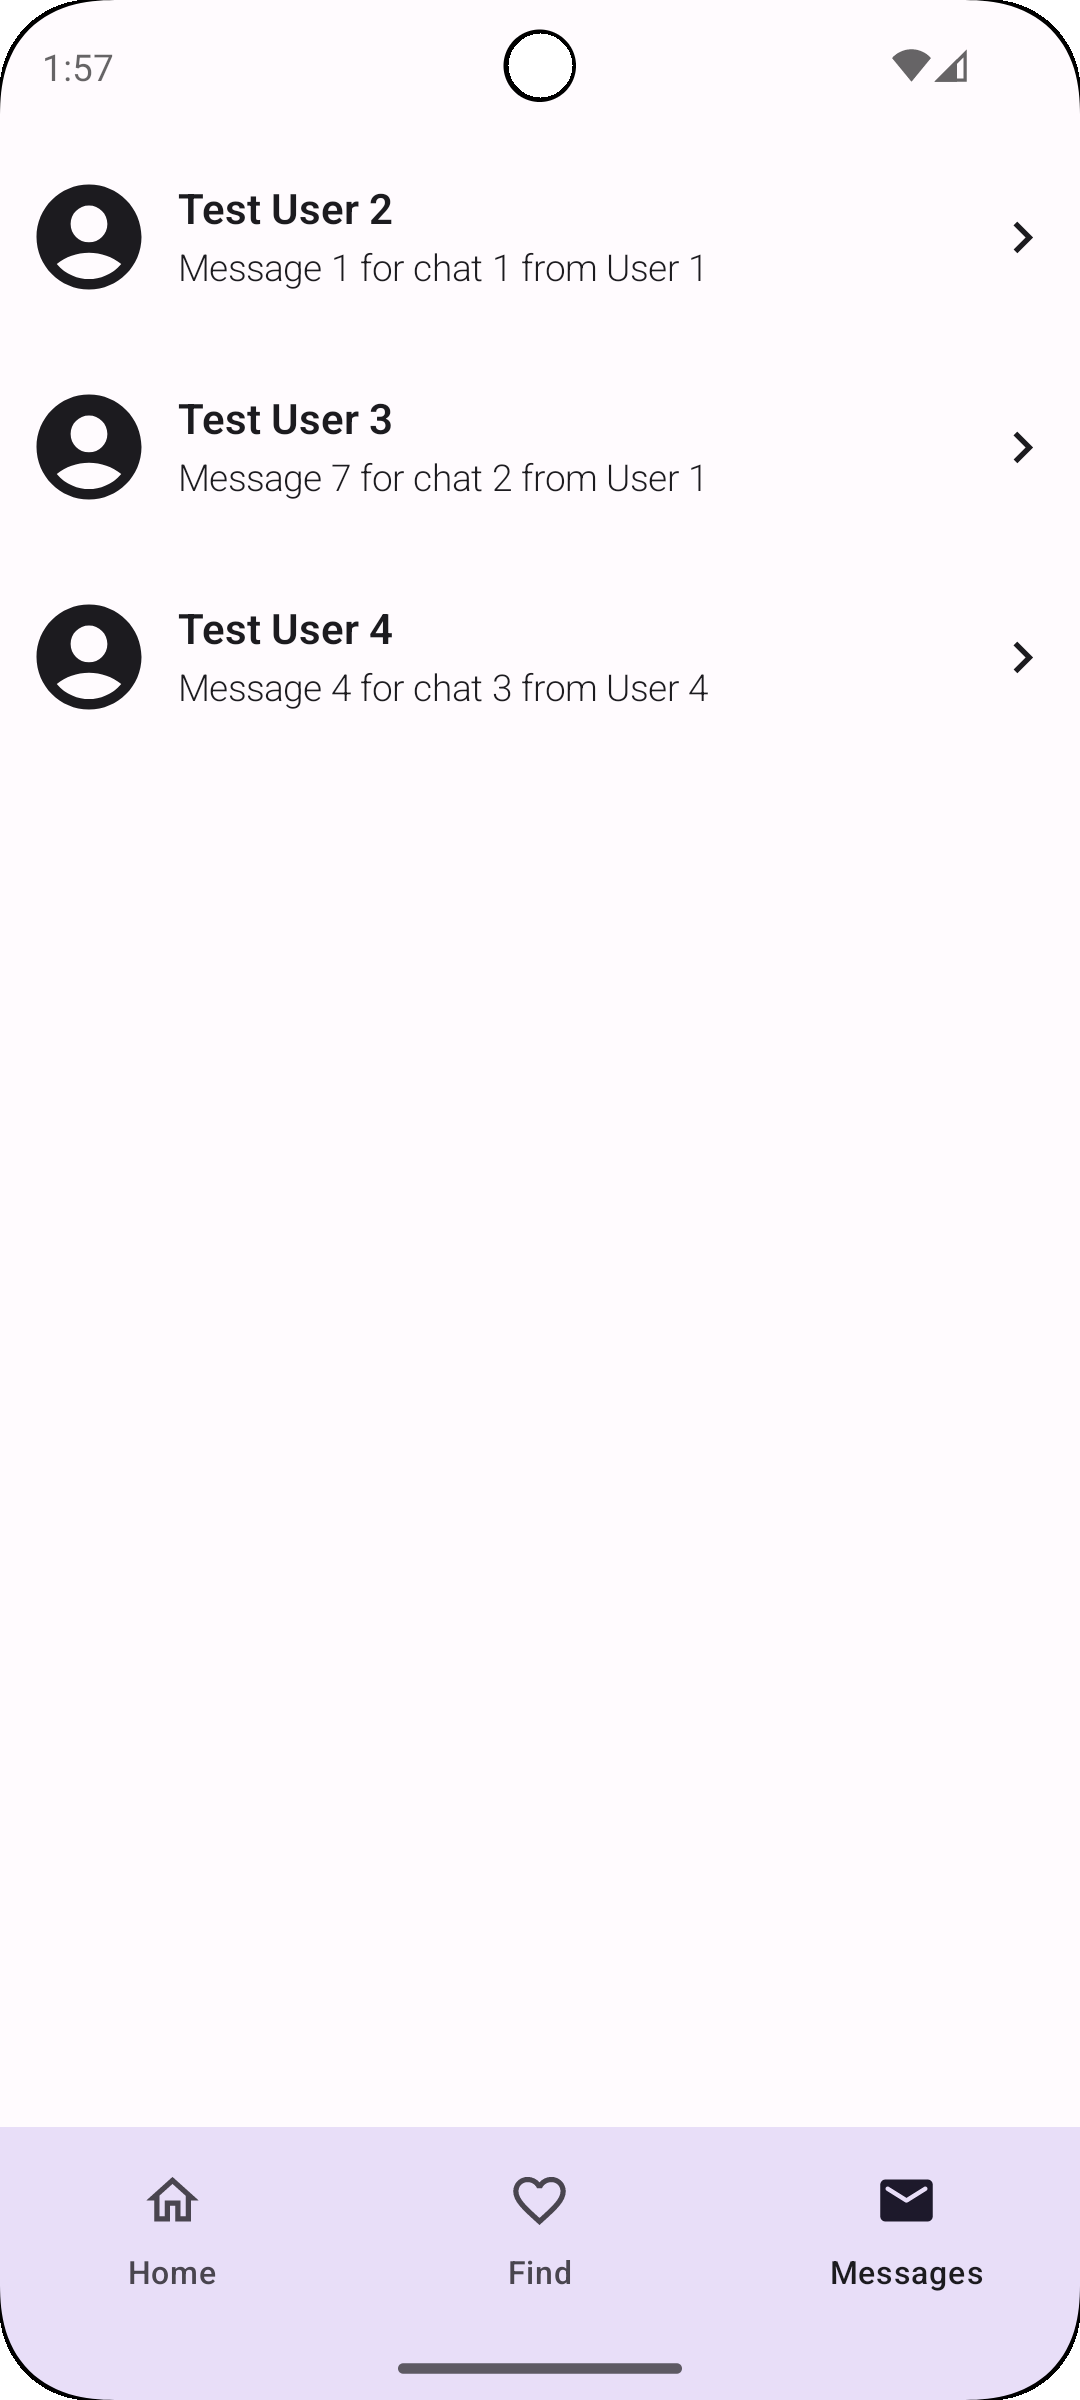 1:57
Test User 2
Message 1 for chat 1 from User 1
Test User 3
Message 7 for chat 2 from User 1
Test User 4
Message 4 for chat 3 from User 4
Home
Find
Messages